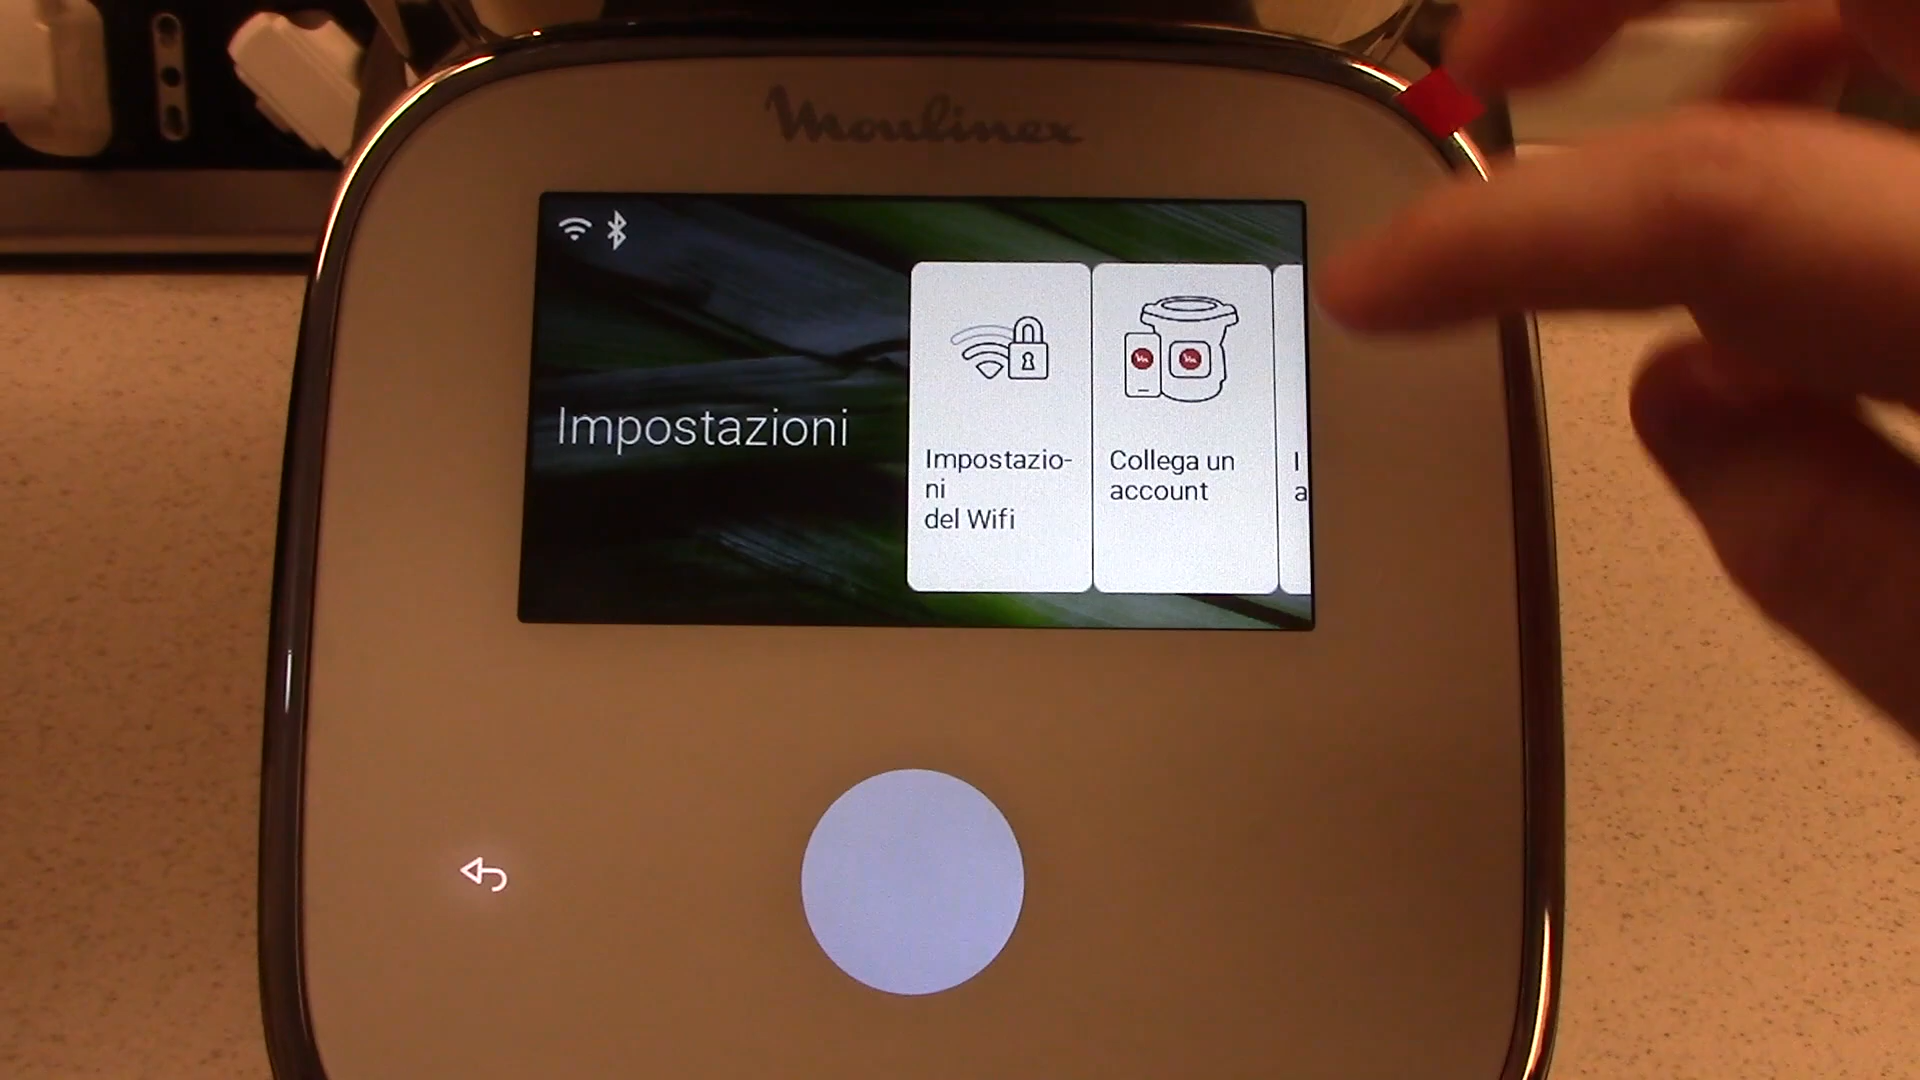 Moulinex
Impostazioni
Impostazio-
ni
del Wifi
Collega un
account
I
a